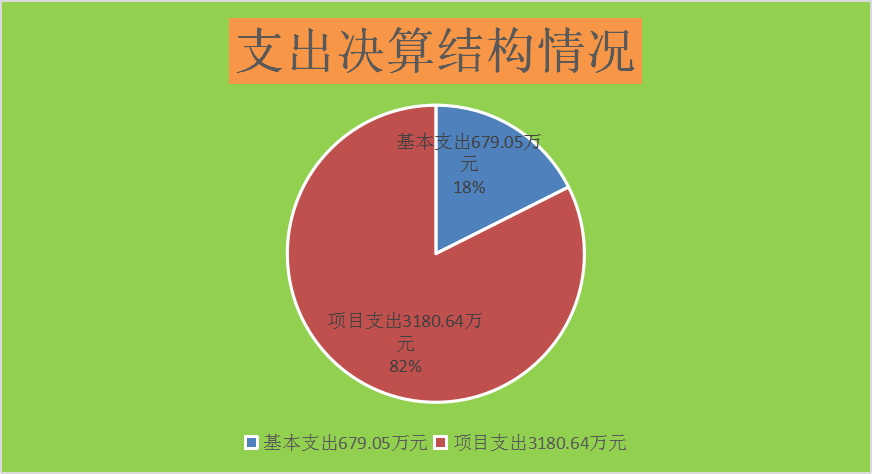 支出决算结构情况
基本支出679.05万
元
18%
项目支出3180.64万
元
82%
基本支出679.05万元 项目支出3180.64万元